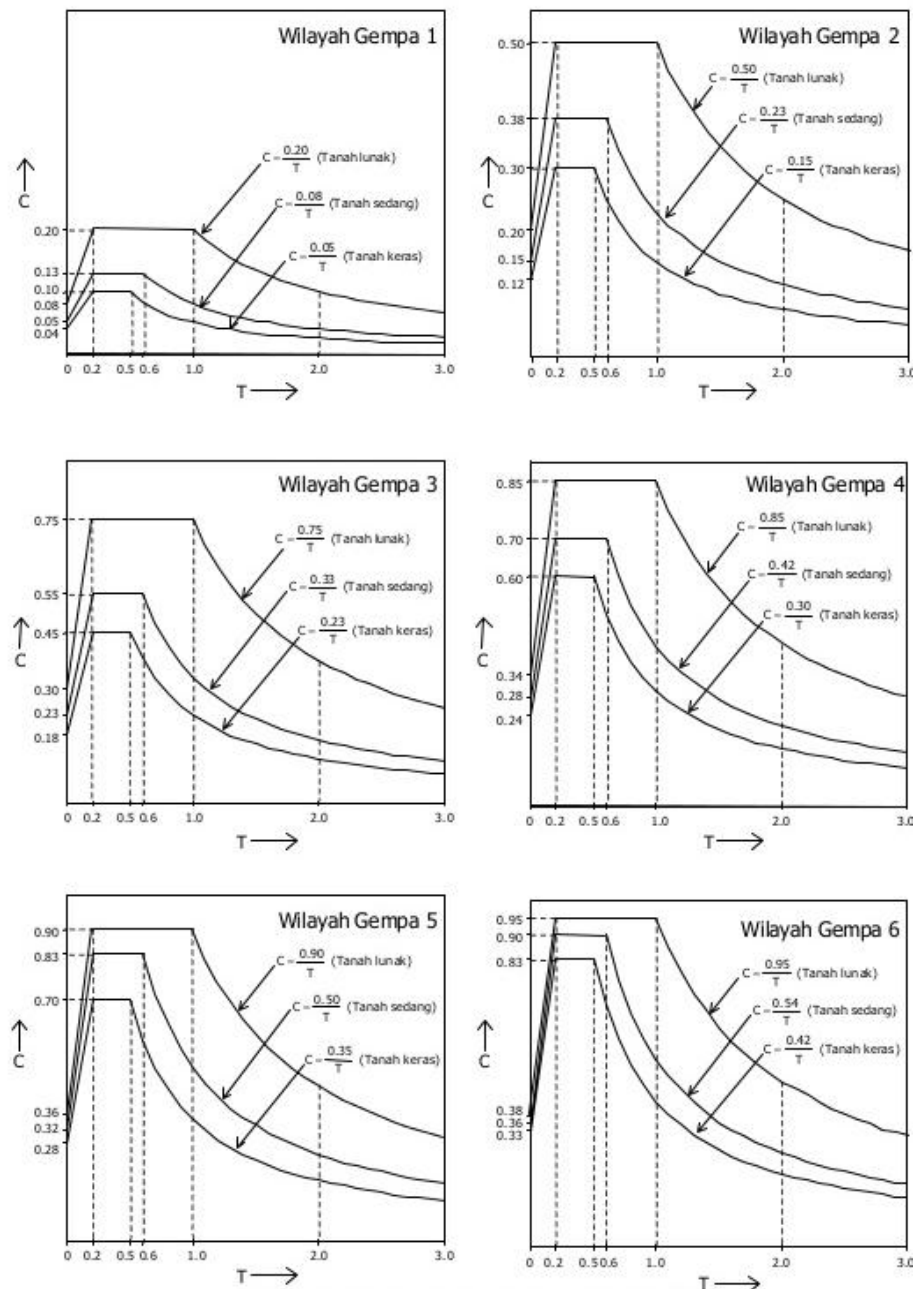 Wilayah Gempa 1
C = 0.20/T (Tanah lunak)
C = 0.08/T (Tanah sedang)
C = 0.05/T (Tanah keras)
C
0.20
0.13
0.10
0.08
0.05
0.04
0 0.2 0.5 0.6 1.0 2.0 3.0
T
Wilayah Gempa 2
C = 0.50/T (Tanah lunak)
C = 0.23/T (Tanah sedang)
C = 0.15/T (Tanah keras)
C
0.50
0.38
0.30
0.20
0.15
0.12
0 0.2 0.5 0.6 1.0 2.0 3.0
T
Wilayah Gempa 3
C = 0.75/T (Tanah lunak)
C = 0.33/T (Tanah sedang)
C = 0.23/T (Tanah keras)
C
0.75
0.55
0.45
0.30
0.23
0.18
0 0.2 0.5 0.6 1.0 2.0 3.0
T
Wilayah Gempa 4
C = 0.85/T (Tanah lunak)
C = 0.42/T (Tanah sedang)
C = 0.30/T (Tanah keras)
C
0.85
0.70
0.60
0.34
0.28
0.24
0 0.2 0.5 0.6 1.0 2.0 3.0
T
Wilayah Gempa 5
C = 0.90/T (Tanah lunak)
C = 0.50/T (Tanah sedang)
C = 0.35/T (Tanah keras)
C
0.90
0.83
0.70
0.36
0.32
0.28
0 0.2 0.5 0.6 1.0 2.0 3.0
T
Wilayah Gempa 6
C = 0.95/T (Tanah lunak)
C = 0.54/T (Tanah sedang)
C = 0.42/T (Tanah keras)
C
0.95
0.90
0.83
0.38
0.36
0.33
0 0.2 0.5 0.6 1.0 2.0 3.0
T